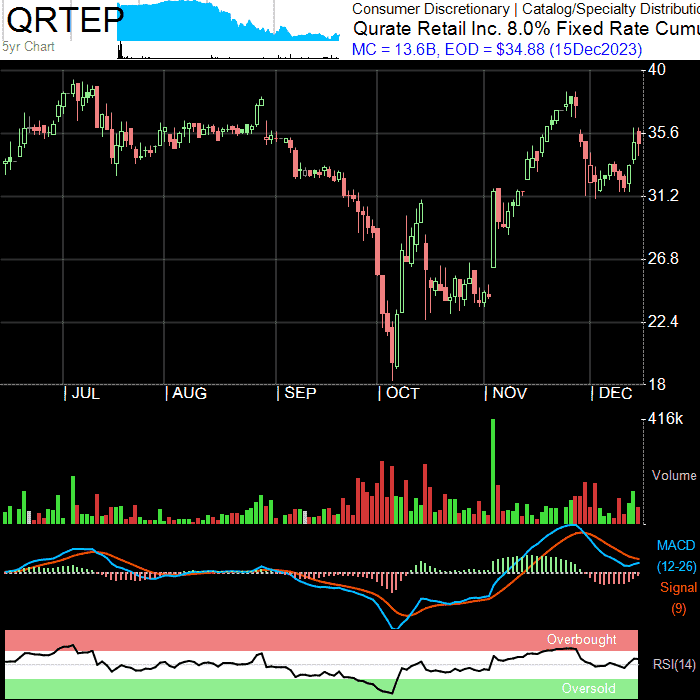 QRTEP
5yr Chart
Consumer Discretionary | Catalog/Specialty Distributio
Qurate Retail Inc. 8.0% Fixed Rate Cumu
MC = 13.6B, EOD = $34.88 (15Dec2023)
40
35.6
31.2
26.8
22.4
18
| JUL | AUG | SEP | OCT | NOV | DEC
416k
Volume
MACD
(12-26)
Signal
(9)
Overbought
RSI(14)
Oversold